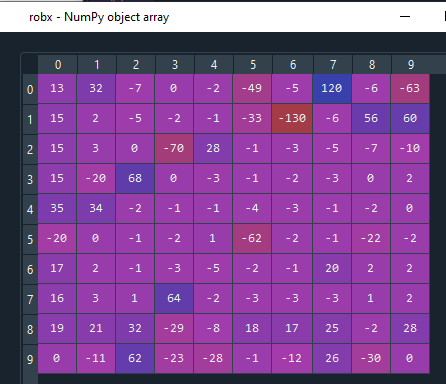 robx - NumPy object array
0 1 2 3 4 5 6 7 8 9
0 13 32 -7 0 -2 -49 -5 120 -6 -63
1 15 2 -5 -2 -1 -33 -130 -6 56 60
2 15 3 0 -70 28 -1 -3 -5 -7 -10
3 15 -20 68 0 -3 -1 -2 -3 0 2
4 35 34 -2 -1 -1 -4 -3 -1 -2 0
5 -20 0 -1 -2 1 -62 -2 -1 -22 -2
6 17 2 -1 -3 -5 -2 -1 20 2 2
7 16 3 1 64 -2 -3 -3 -3 1 2
8 19 21 32 -29 -8 18 17 25 -2 28
9 0 -11 62 -23 -28 -1 -12 26 -30 0